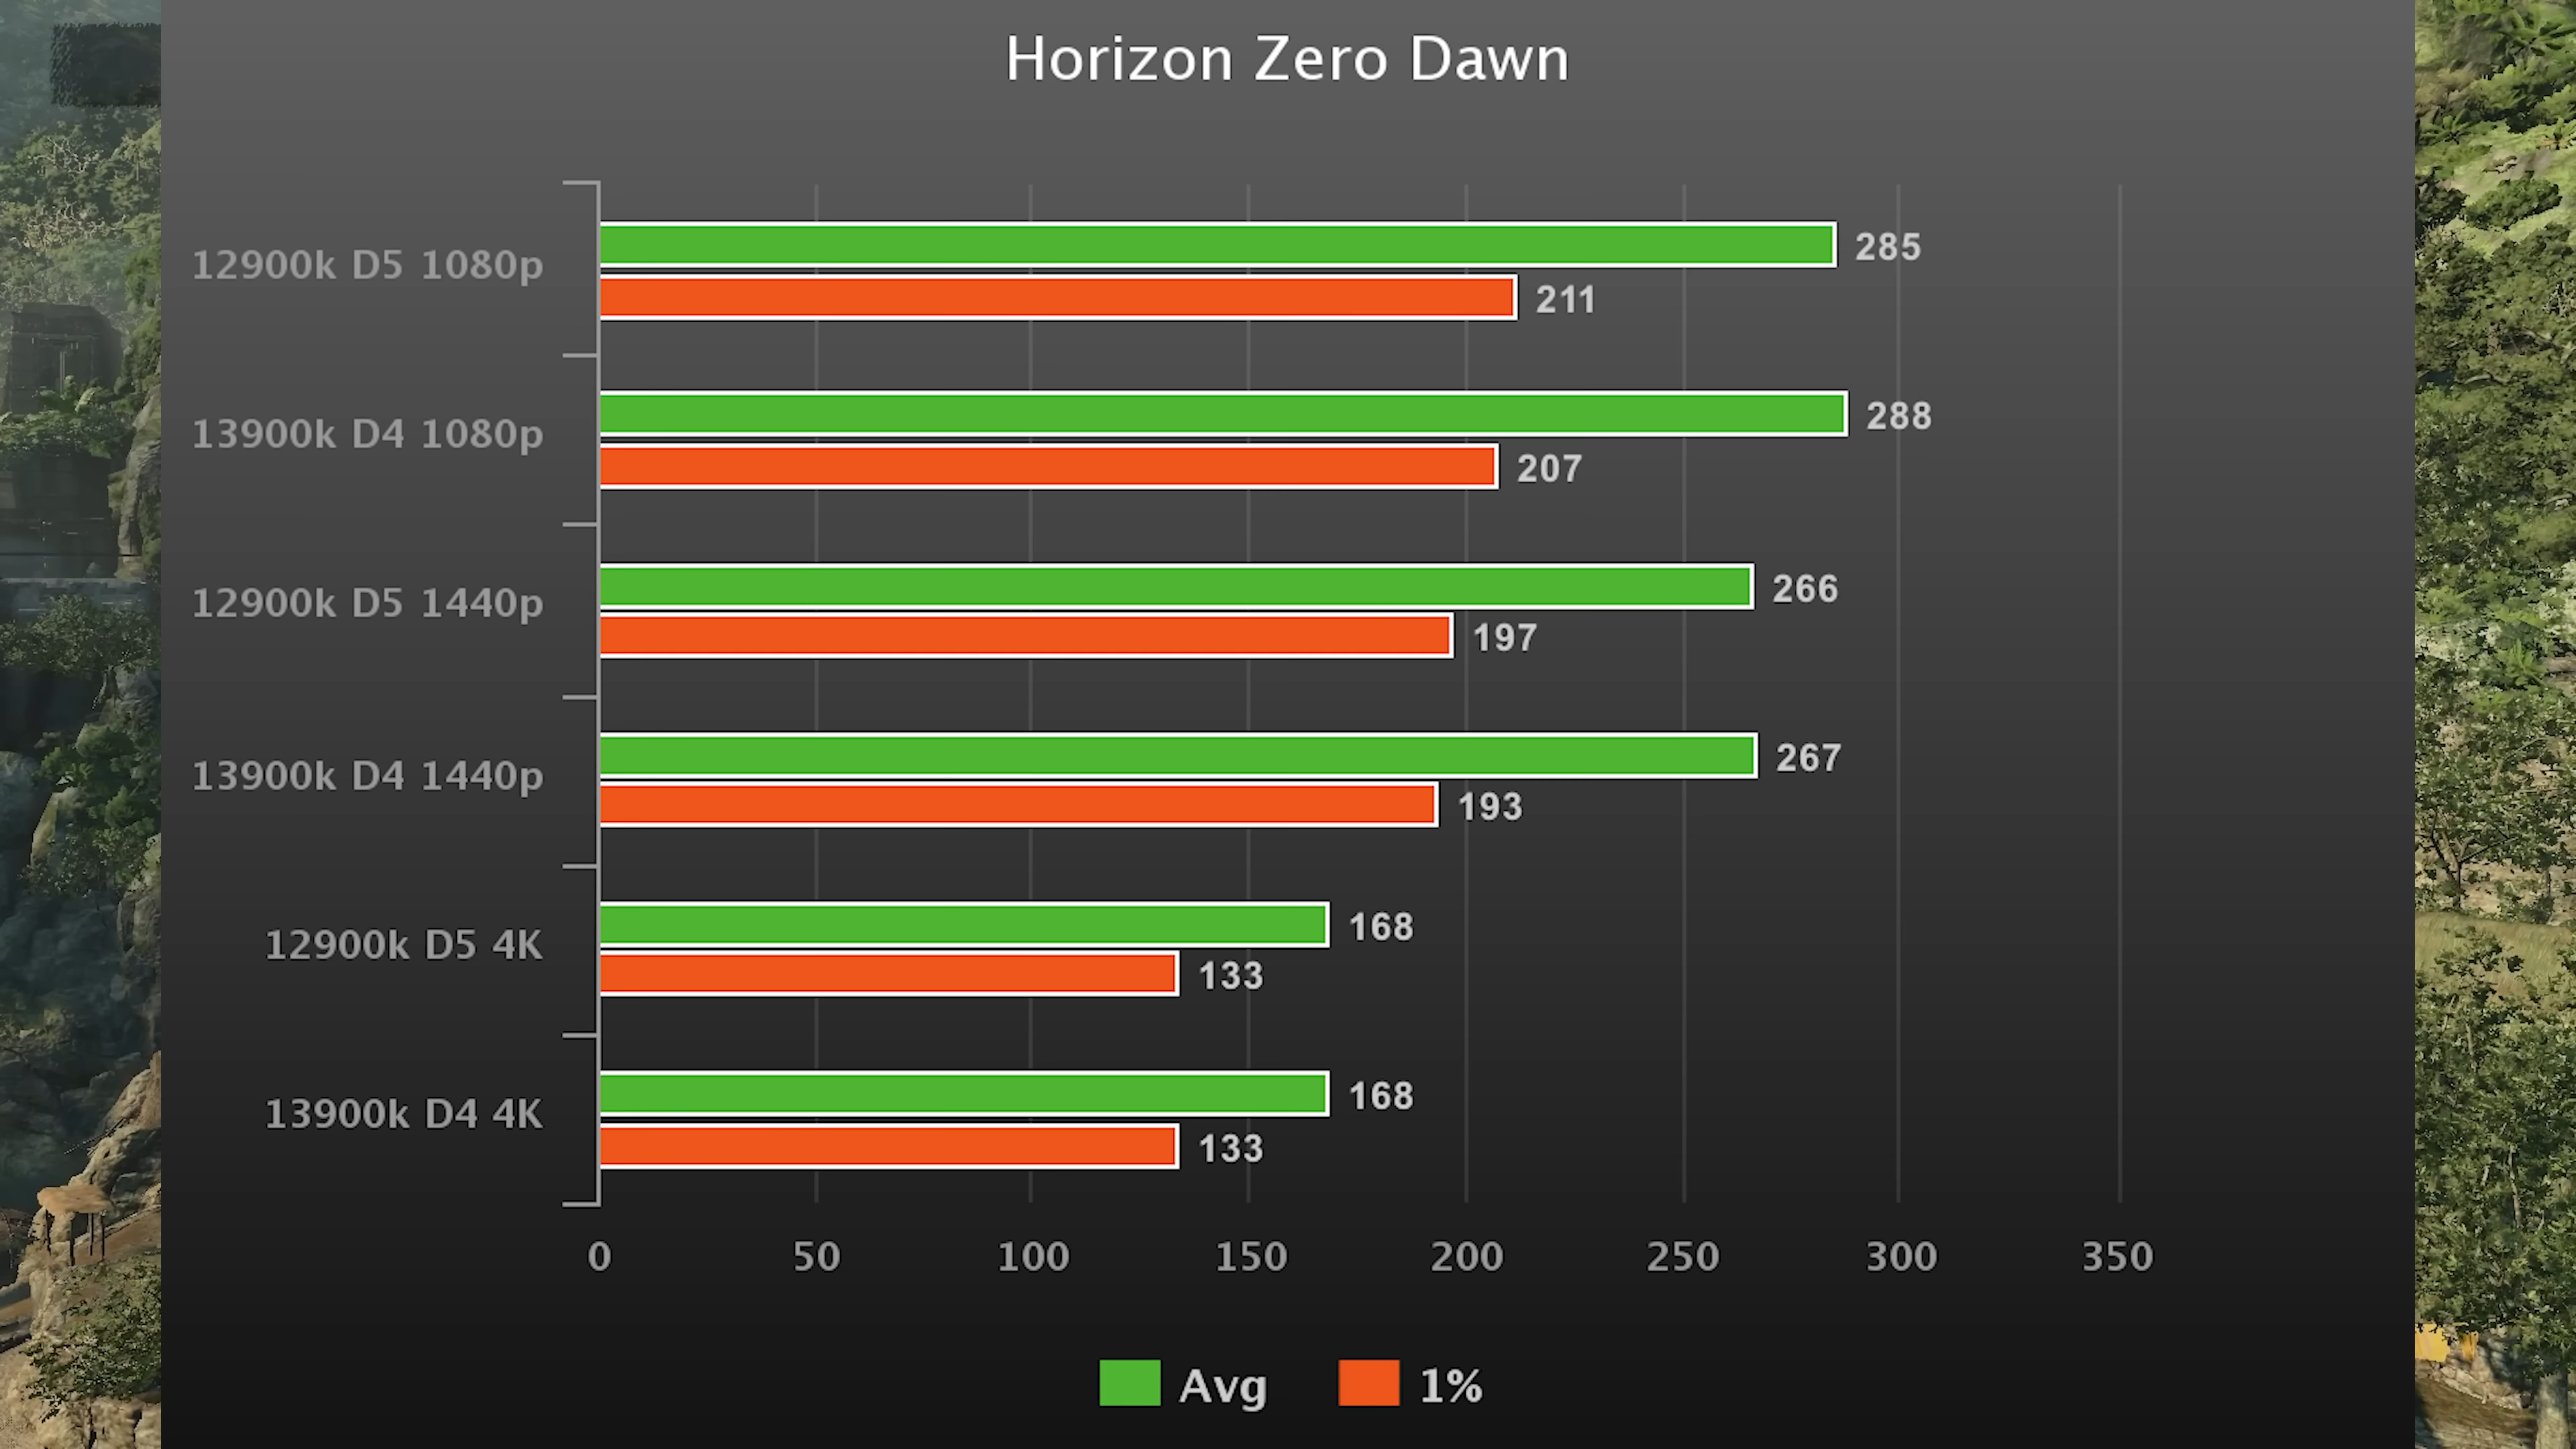 Horizon Zero Dawn
12900k D5 1080p
285
211
13900k D4 1080p
288
207
12900k D5 1440p
266
197
13900k D4 1440p
267
193
12900k D5 4K
168
133
13900k D4 4K
168
133
0 50 100 150 200 250 300 350
Avg 1%